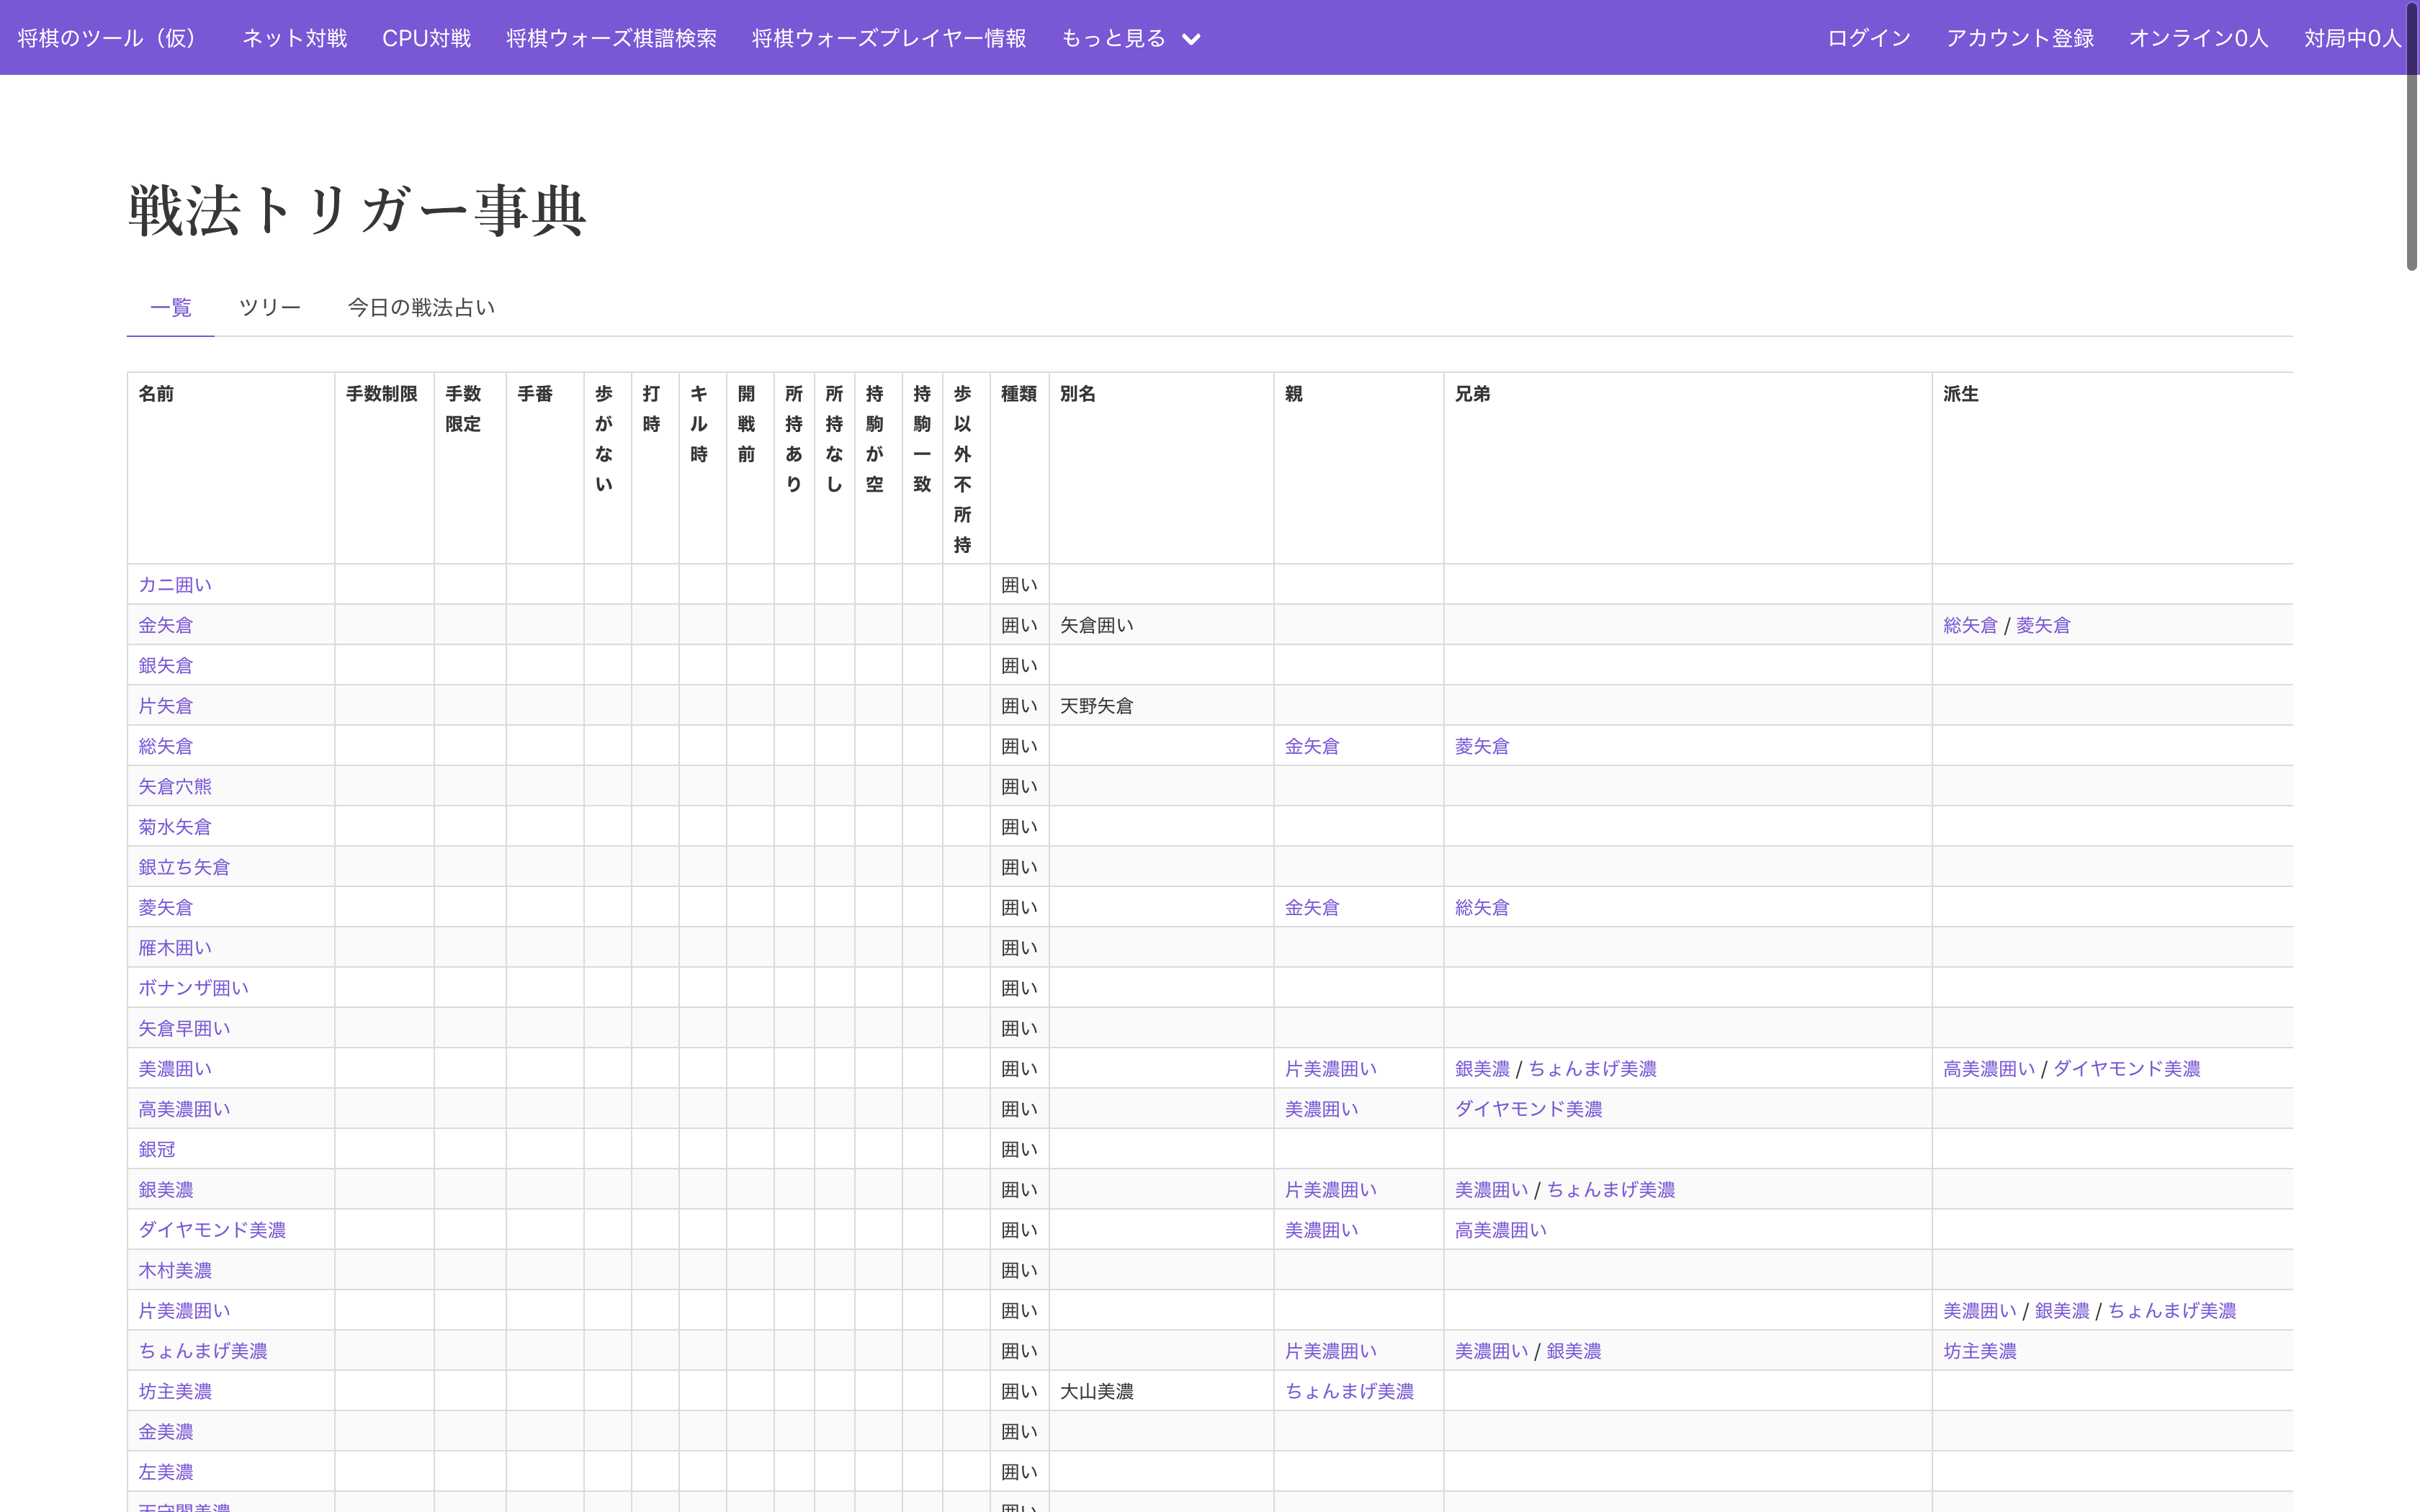 将棋のツール（仮） ネット対戦 CPU対戦 将棋ウォーズ棋譜検索 将棋ウォーズプレイヤー情報 もっと見る ログイン アカウント登録 オンライン0人 対局中0人
戦法トリガー事典
一覧 ツリー 今日の戦法占い
名前 手数制限 手数限定 手番 歩がない 打時 キル時 開戦前 所持あり 所持なし 持駒が空 持駒一致 歩以外不所持 種類 別名 親 兄弟 派生
カニ囲い 囲い
金矢倉 囲い 矢倉囲い 総矢倉 / 菱矢倉
銀矢倉 囲い
片矢倉 囲い 天野矢倉
総矢倉 囲い 金矢倉 菱矢倉
矢倉穴熊 囲い
菊水矢倉 囲い
銀立ち矢倉 囲い
菱矢倉 囲い 金矢倉 総矢倉
雁木囲い 囲い
ボナンザ囲い 囲い
矢倉早囲い 囲い
美濃囲い 囲い 片美濃囲い 銀美濃 / ちょんまげ美濃 高美濃囲い / ダイヤモンド美濃
高美濃囲い 囲い 美濃囲い ダイヤモンド美濃
銀冠 囲い
銀美濃 囲い 片美濃囲い 美濃囲い / ちょんまげ美濃
ダイヤモンド美濃 囲い 美濃囲い 高美濃囲い
木村美濃 囲い
片美濃囲い 囲い 美濃囲い / 銀美濃 / ちょんまげ美濃
ちょんまげ美濃 囲い 片美濃囲い 美濃囲い / 銀美濃 坊主美濃
坊主美濃 囲い 大山美濃 ちょんまげ美濃
金美濃 囲い
左美濃 囲い
天守閣美濃 囲い